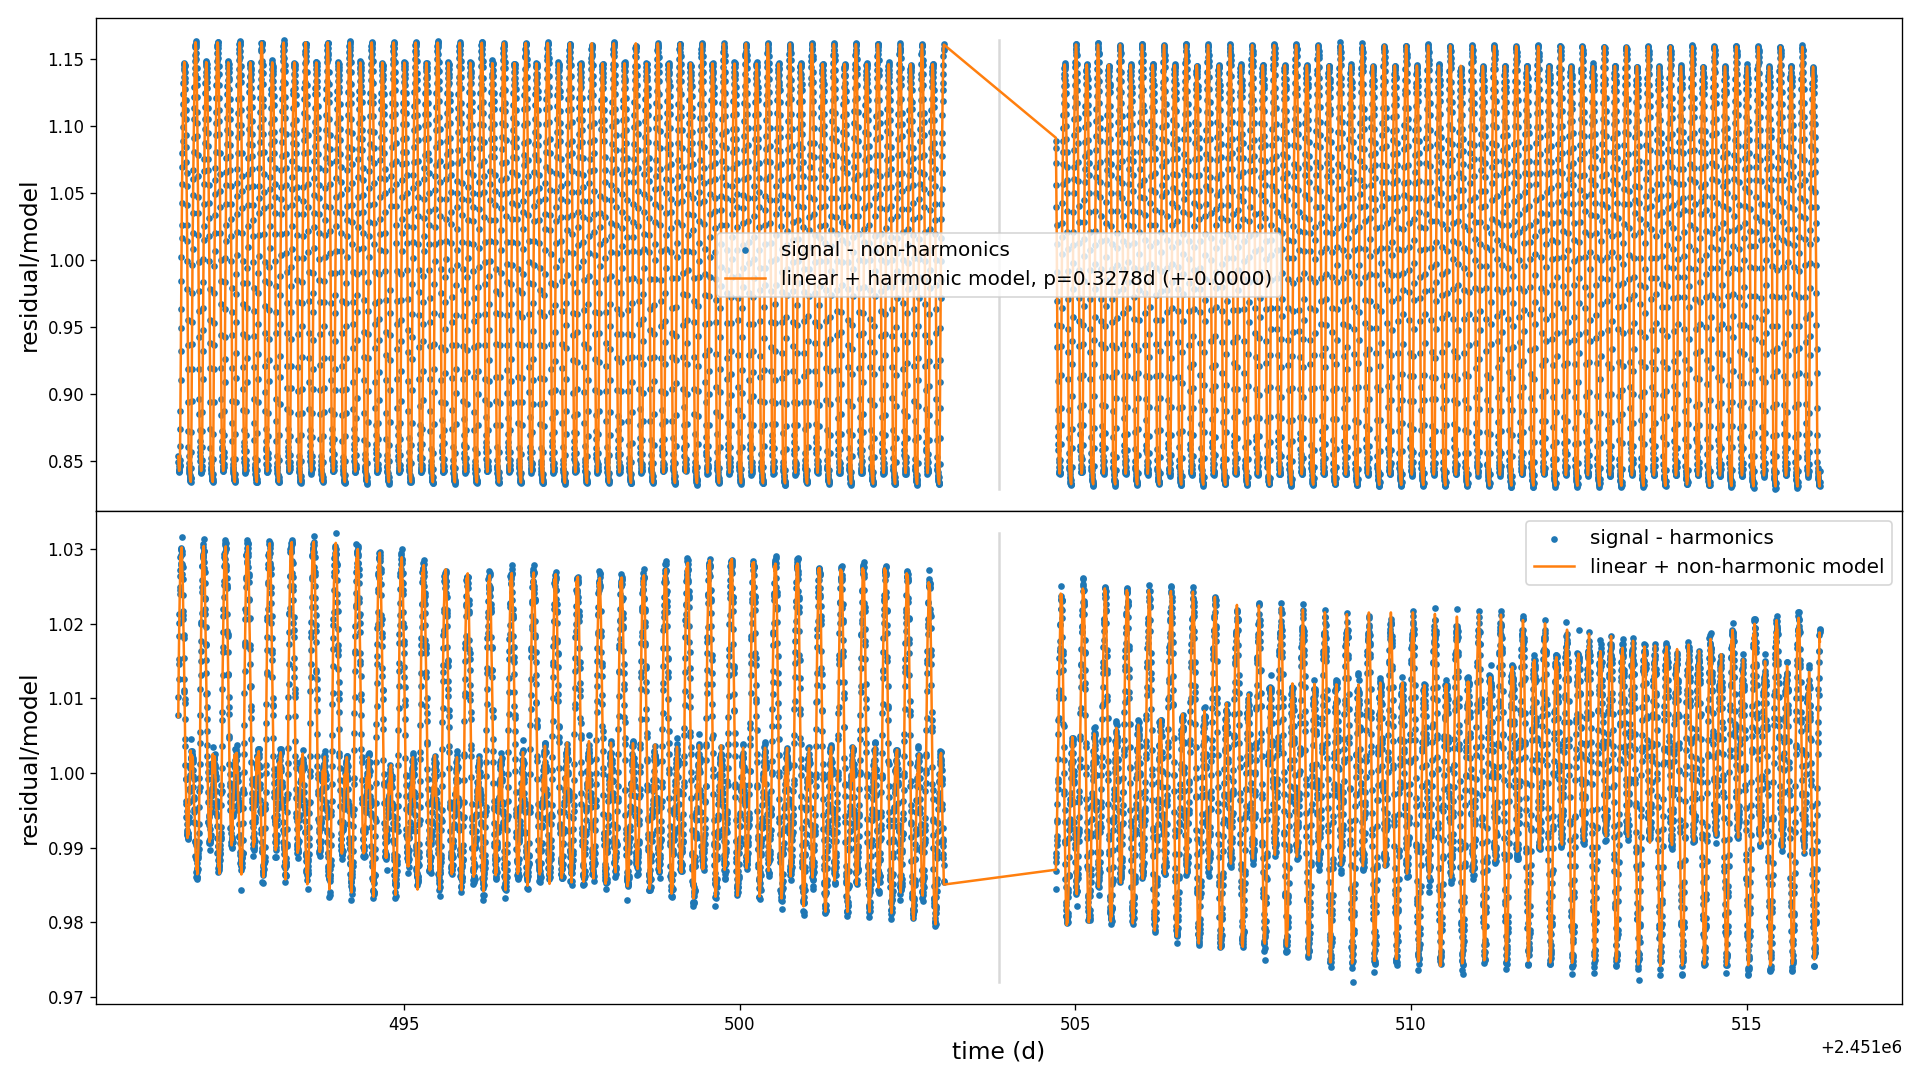 1.15
1.10
1.05
1.00
0.95
0.90
0.85
residual/model
signal - non-harmonics
linear + harmonic model, p=0.3278d (+-0.0000)
1.03
1.02
1.01
1.00
0.99
0.98
0.97
residual/model
signal - harmonics
linear + non-harmonic model
495
500
505
510
515
time (d)
+2.451e6